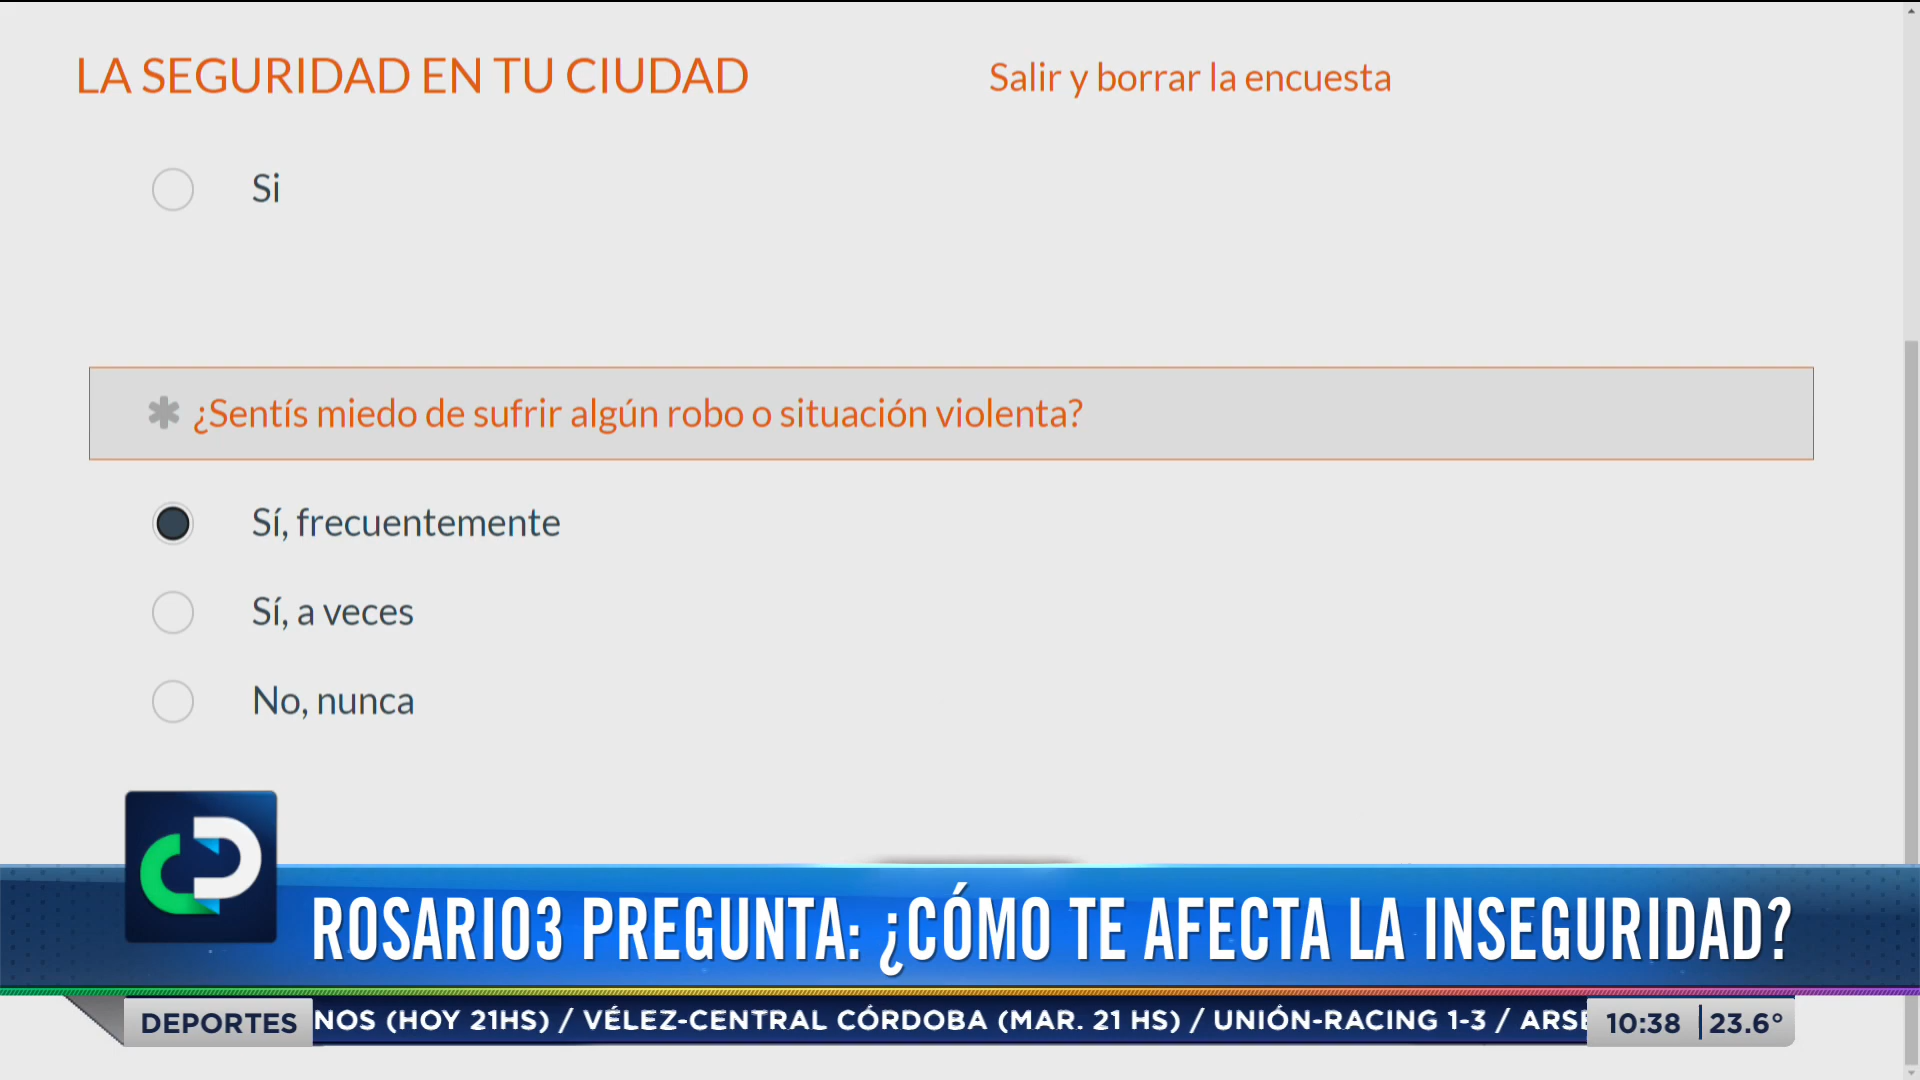 LA SEGURIDAD EN TU CIUDAD
Salir y borrar la encuesta
Si
¿Sentís miedo de sufrir algún robo o situación violenta?
Sí, frecuentemente
Sí, a veces
No, nunca
ROSARIO3 PREGUNTA: ¿CÓMO TE AFECTA LA INSEGURIDAD?
DEPORTES
NOS (HOY 21HS) / VÉLEZ-CENTRAL CÓRDOBA (MAR. 21 HS) / UNIÓN-RACING 1-3 / ARSE
10:38 23.6°